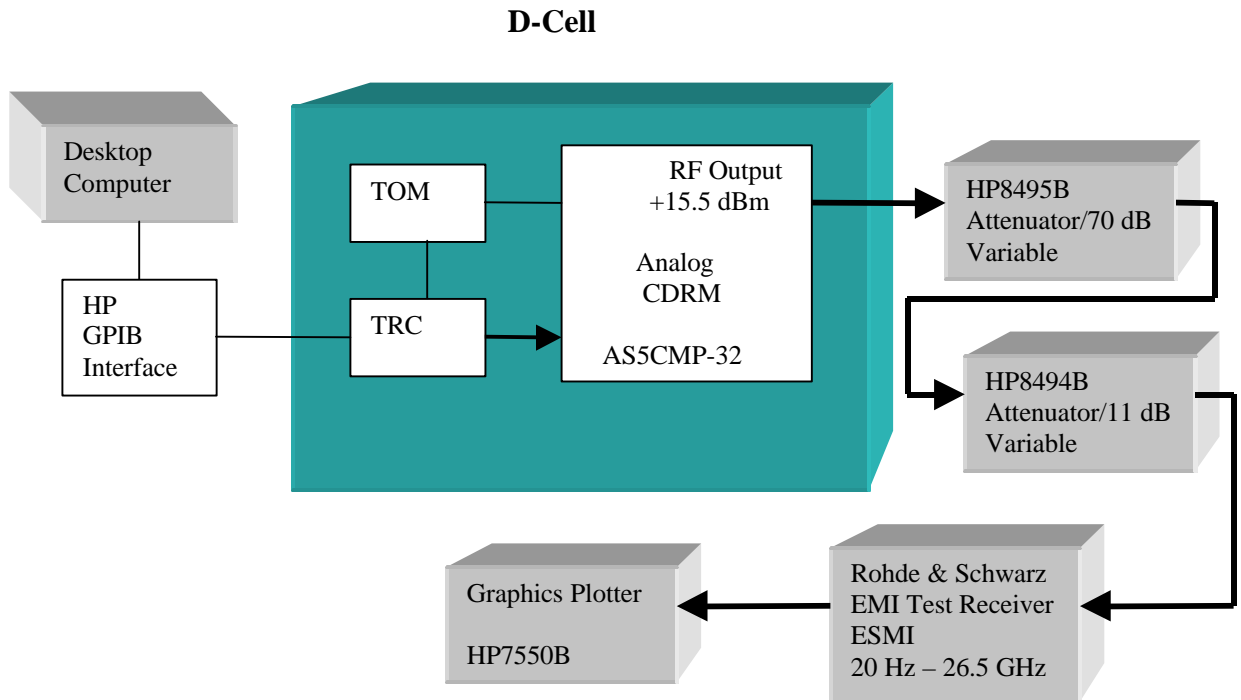 D-Cell
Desktop
Computer
HP
GPIB
Interface
TOM
TRC
RF Output
+15.5 dBm
Analog
CDRM
AS5CMP-32
HP8495B
Attenuator/70 dB
Variable
HP8494B
Attenuator/11 dB
Variable
Rohde & Schwarz
EMI Test Receiver
ESMI
20 Hz – 26.5 GHz
Graphics Plotter
HP7550B